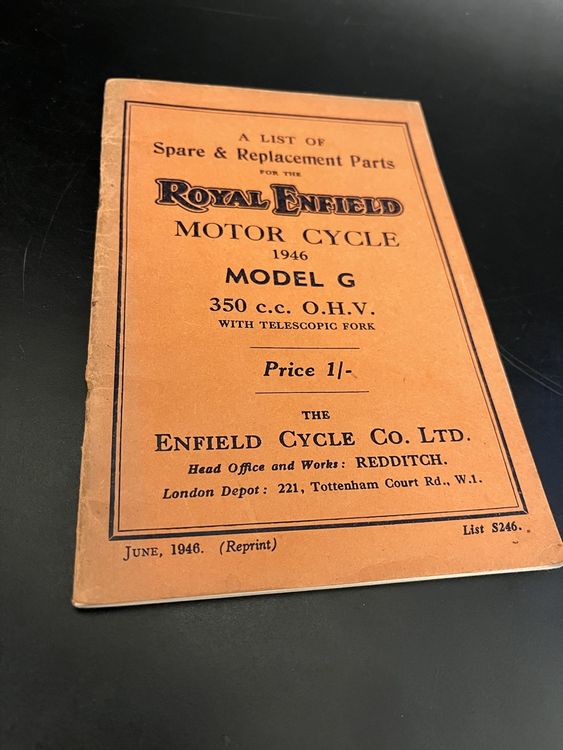 A LIST OF
Spare & Replacement Parts
FOR THE
ROYAL ENFIELD
MOTOR CYCLE
1946
MODEL G
350 c.c. O.H.V.
WITH TELESCOPIC FORK
Price 1/-
THE
ENFIELD CYCLE CO. LTD.
Head Office and Works: REDDITCH.
London Depot: 221, Tottenham Court Rd., W.1.
JUNE, 1946. (Reprint) List S246.